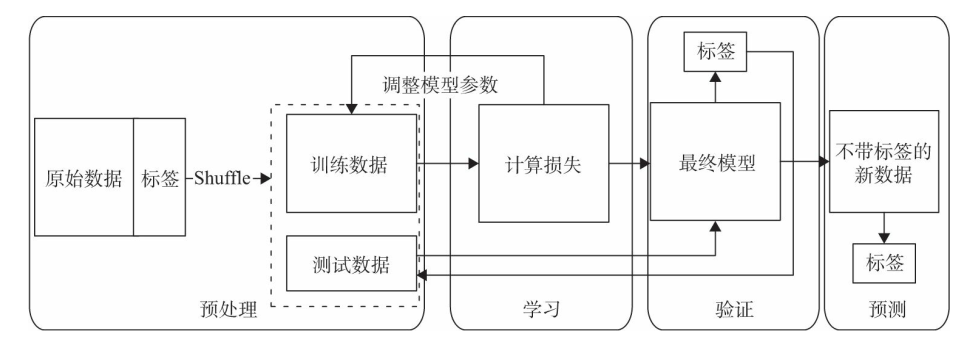 原始数据
标签
Shuffle
训练数据
测试数据
预处理
调整模型参数
计算损失
学习
标签
最终模型
验证
不带标签的
新数据
标签
预测